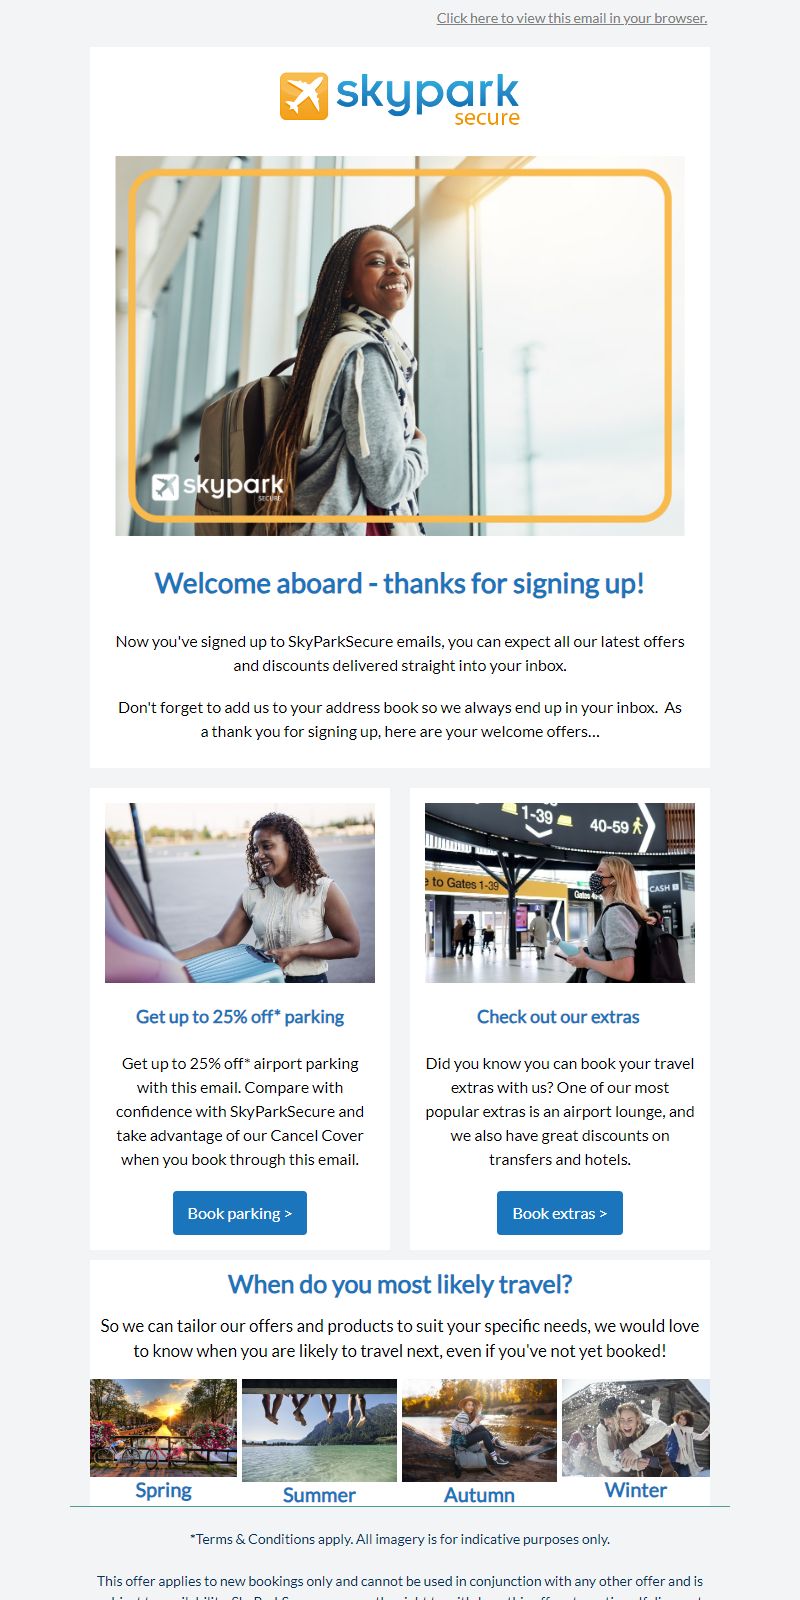 Click here to view this email in your browser.
skypark
secure
skypark
SECURE
Welcome aboard - thanks for signing up!
Now you've signed up to SkyParkSecure emails, you can expect all our latest offers
and discounts delivered straight into your inbox.
Don't forget to add us to your address book so we always end up in your inbox.  As
a thank you for signing up, here are your welcome offers...
1-39
40-59
e to Gates 1-39
Gates 40-
CASH
Get up to 25% off* parking
Get up to 25% off* airport parking
with this email. Compare with
confidence with SkyParkSecure and
take advantage of our Cancel Cover
when you book through this email.
Book parking >
Check out our extras
Did you know you can book your travel
extras with us? One of our most
popular extras is an airport lounge, and
we also have great discounts on
transfers and hotels.
Book extras >
When do you most likely travel?
So we can tailor our offers and products to suit your specific needs, we would love
to know when you are likely to travel next, even if you've not yet booked!
Spring
Summer
Autumn
Winter
*Terms & Conditions apply. All imagery is for indicative purposes only.
This offer applies to new bookings only and cannot be used in conjunction with any other offer and is